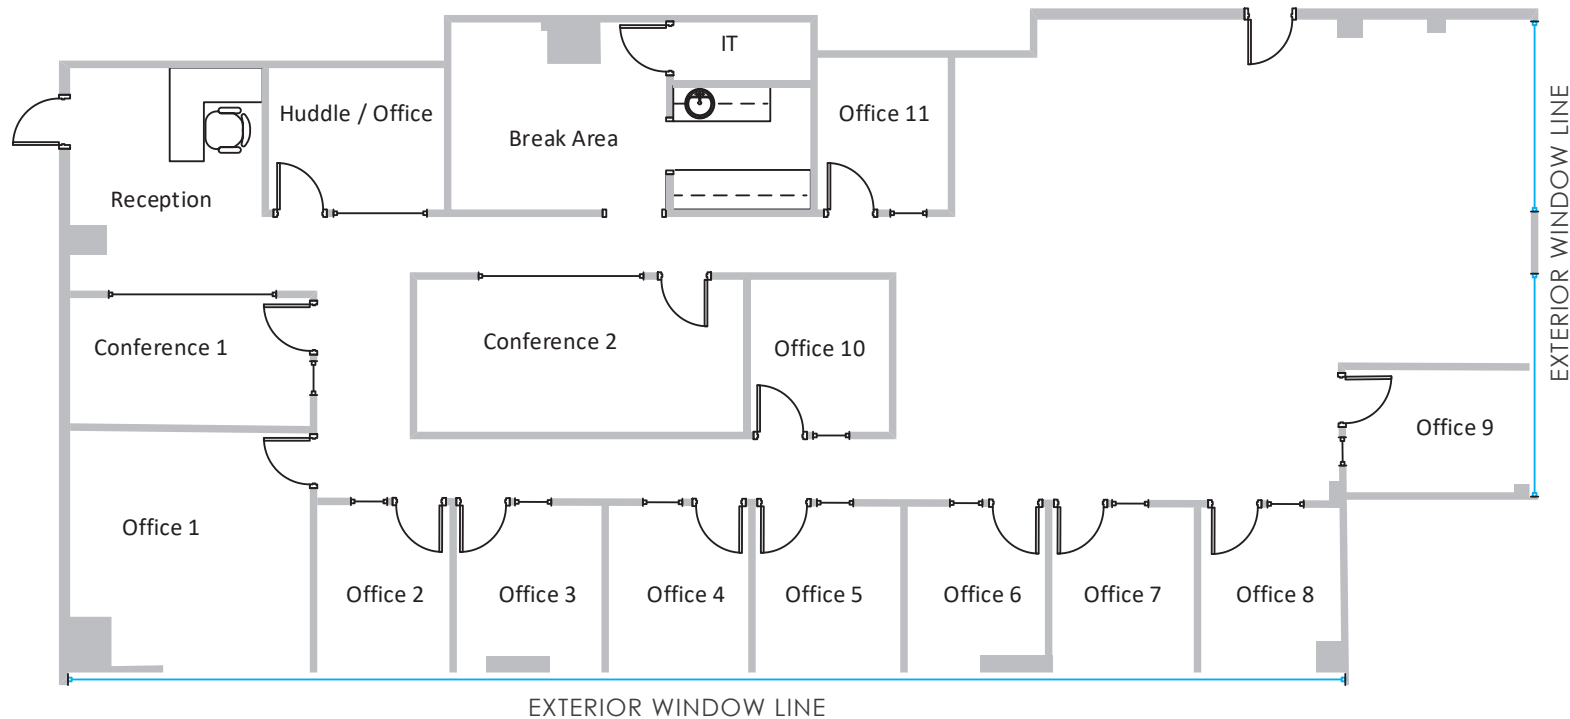 IT
Huddle / Office
Office 11
Break Area
Reception
EXTERIOR WINDOW LINE
Conference 1
Conference 2
Office 10
Office 9
Office 1
Office 2
Office 3
Office 4
Office 5
Office 6
Office 7
Office 8
EXTERIOR WINDOW LINE